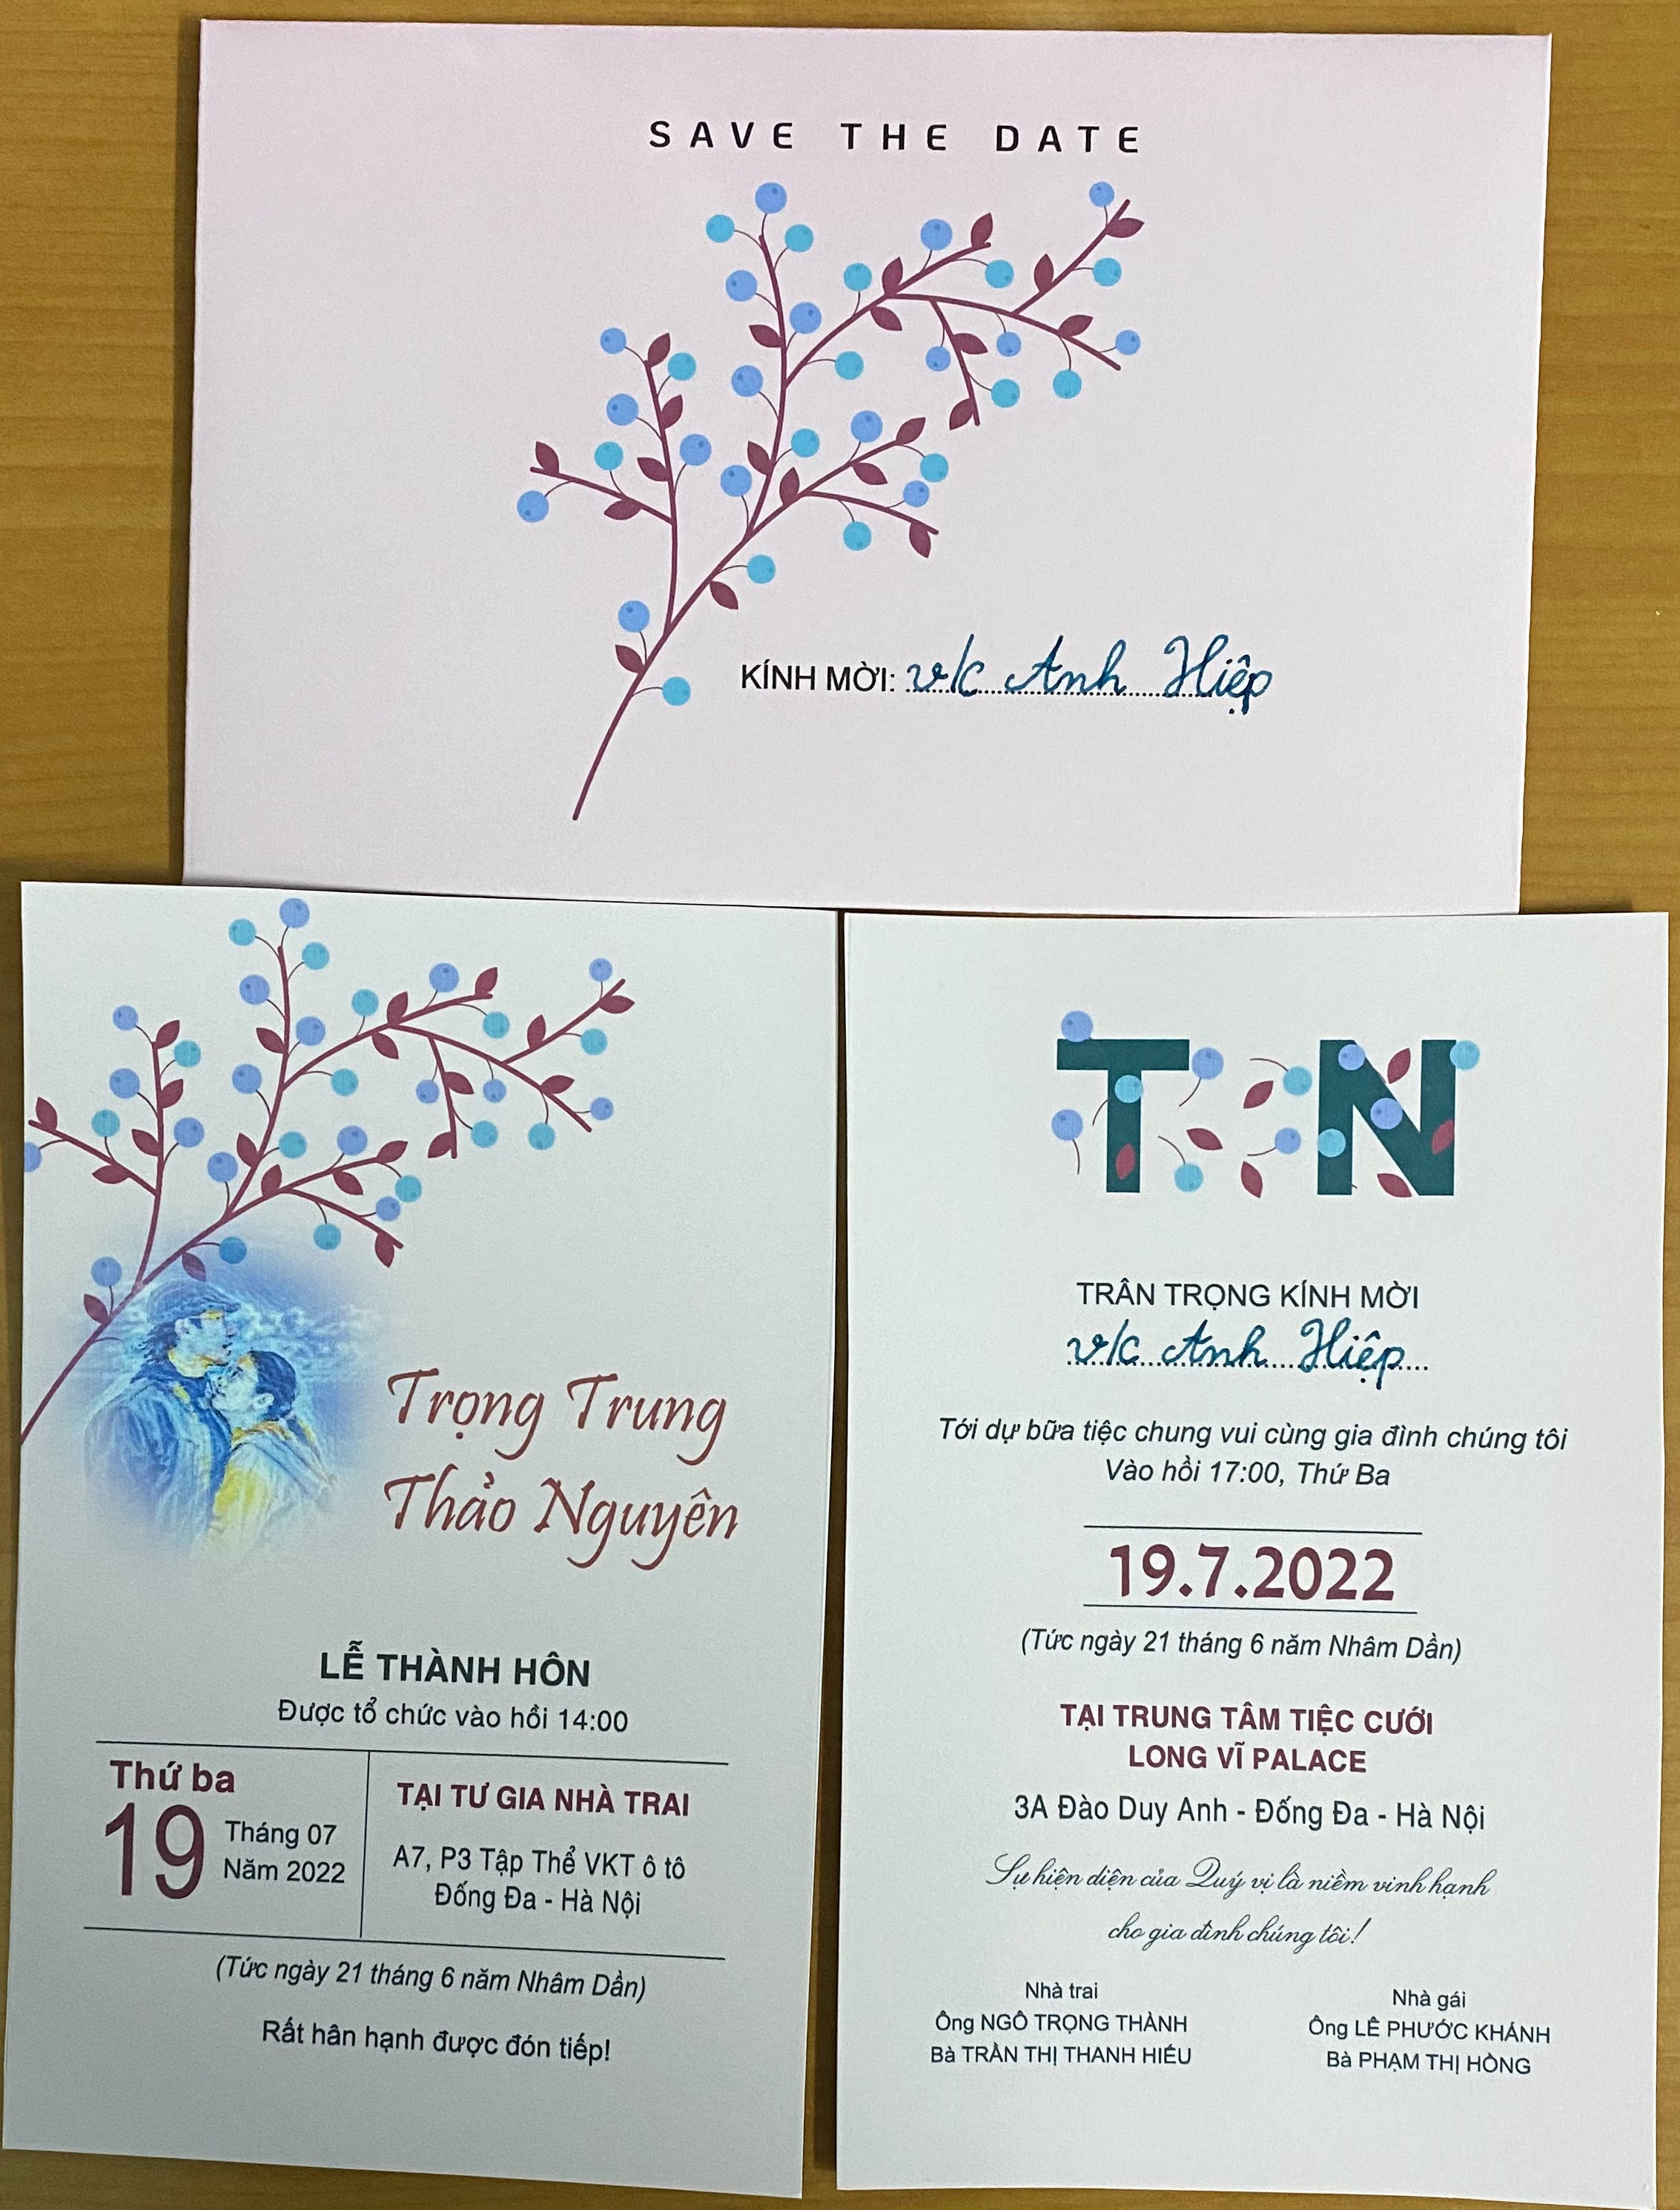 SAVE THE DATE
KÍNH MỜI: v/c Anh Hiệp
Trọng Trung
Thảo Nguyên
LỄ THÀNH HÔN
Được tổ chức vào hồi 14:00
Thứ ba
19
Tháng 07
Năm 2022
TẠI TƯ GIA NHÀ TRAI
A7, P3 Tập Thể VKT ô tô
Đống Đa - Hà Nội
(Tức ngày 21 tháng 6 năm Nhâm Dần)
Rất hân hạnh được đón tiếp!
T N
TRÂN TRỌNG KÍNH MỜI
v/c Anh Hiệp
Tới dự bữa tiệc chung vui cùng gia đình chúng tôi
Vào hồi 17:00, Thứ Ba
19.7.2022
(Tức ngày 21 tháng 6 năm Nhâm Dần)
TẠI TRUNG TÂM TIỆC CƯỚI
LONG VĨ PALACE
3A Đào Duy Anh - Đống Đa - Hà Nội
Sự hiện diện của Quý vị là niềm vinh hạnh
cho gia đình chúng tôi!
Nhà trai
Ông NGÔ TRỌNG THÀNH
Bà TRẦN THỊ THANH HIẾU
Nhà gái
Ông LÊ PHƯỚC KHÁNH
Bà PHẠM THỊ HỒNG